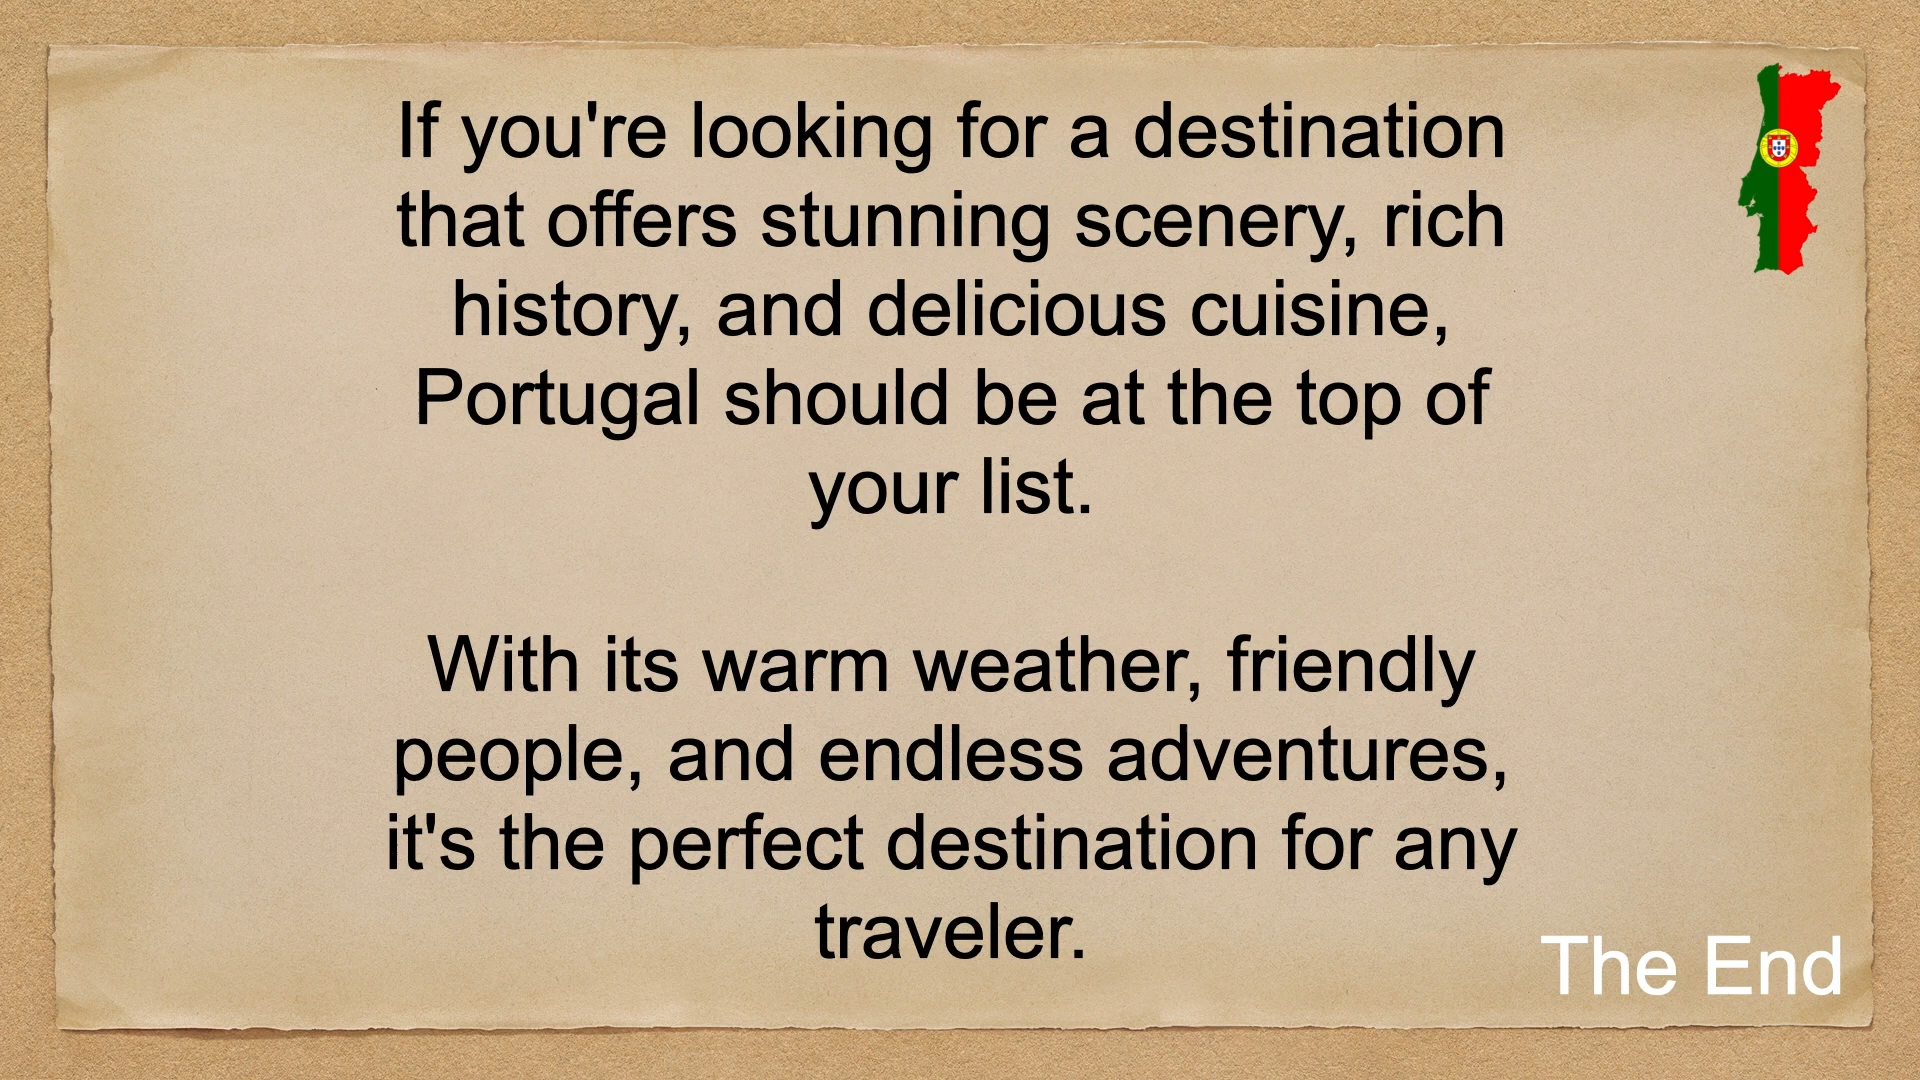 If you're looking for a destination
that offers stunning scenery, rich
history, and delicious cuisine,
Portugal should be at the top of
your list.
With its warm weather, friendly
people, and endless adventures,
it's the perfect destination for any
traveler.
The End